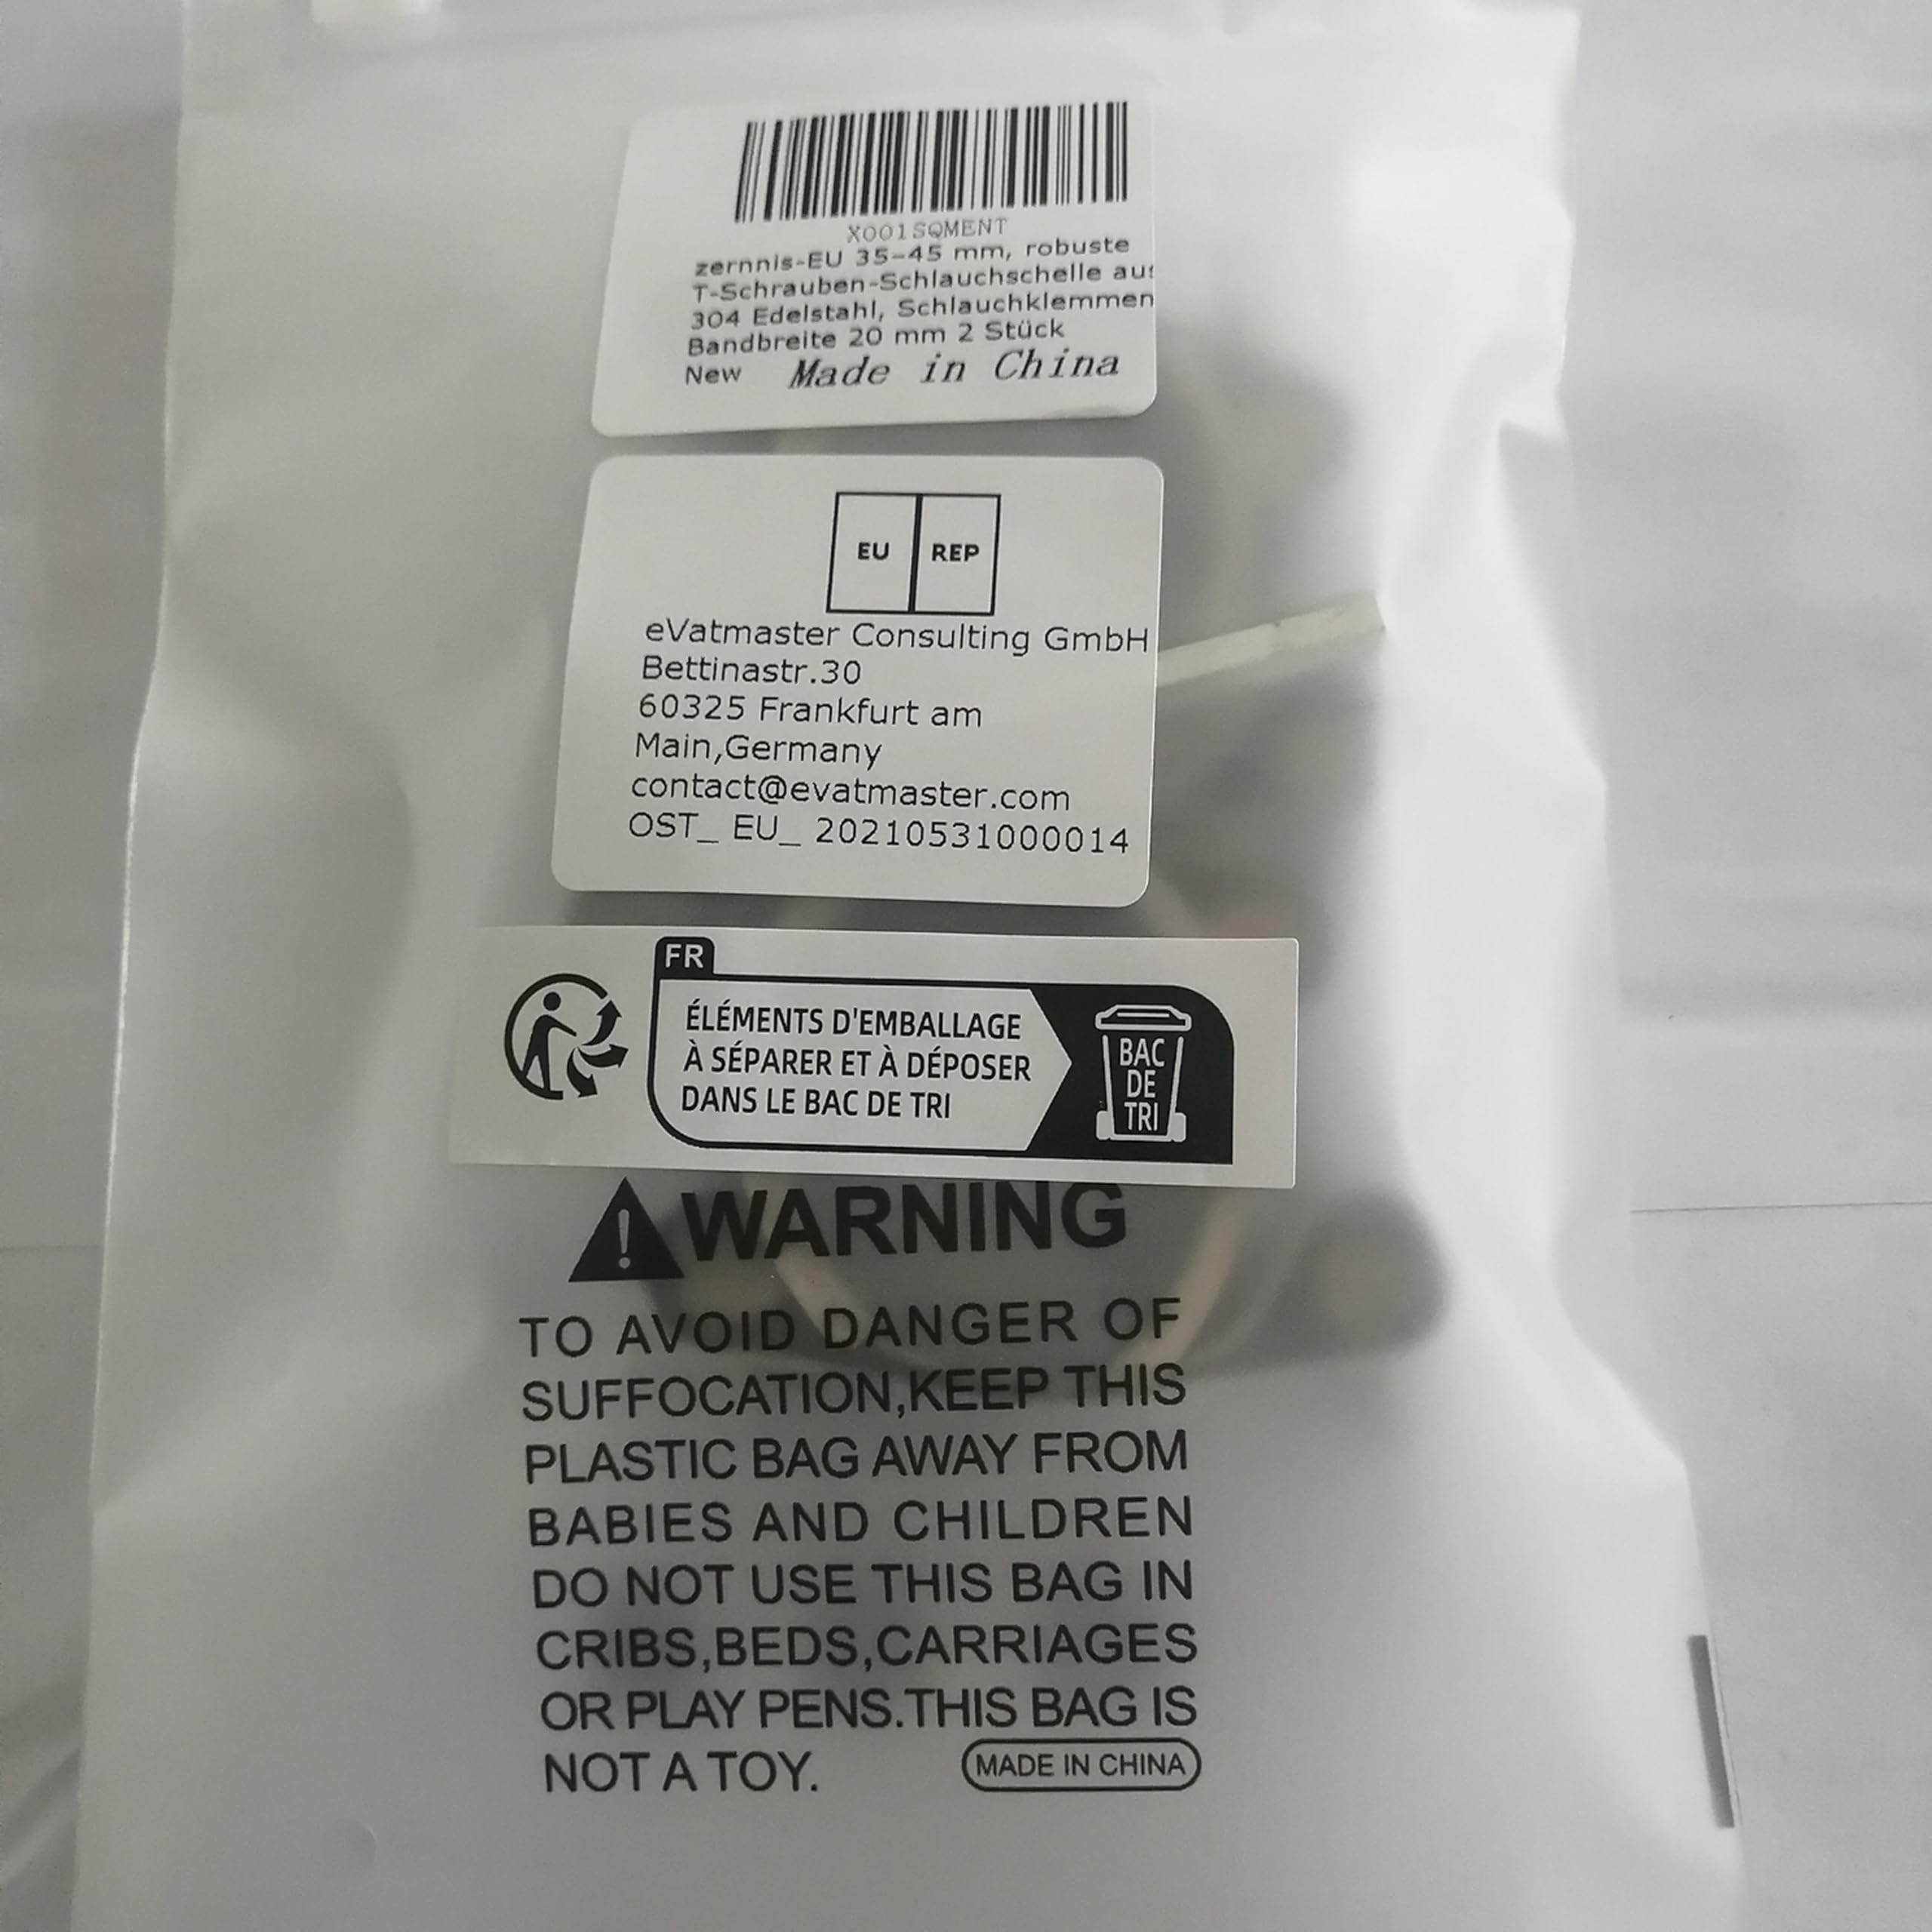 X001SQMENT
zernnis-EU 35-45 mm, robuste
T-Schrauben-Schlauchschelle aus
304 Edelstahl, Schlauchklemmen
Bandbreite 20 mm 2 Stück
New Made in China
EU REP
eVatmaster Consulting GmbH
Bettinastr.30
60325 Frankfurt am
Main,Germany
contact@evatmaster.com
OST_ EU_ 20210531000014
FR
ÉLÉMENTS D'EMBALLAGE
À SÉPARER ET À DÉPOSER
DANS LE BAC DE TRI
BAC
DE
TRI
WARNING
TO AVOID DANGER OF
SUFFOCATION,KEEP THIS
PLASTIC BAG AWAY FROM
BABIES AND CHILDREN
DO NOT USE THIS BAG IN
CRIBS,BEDS,CARRIAGES
OR PLAY PENS.THIS BAG IS
NOT A TOY.
MADE IN CHINA